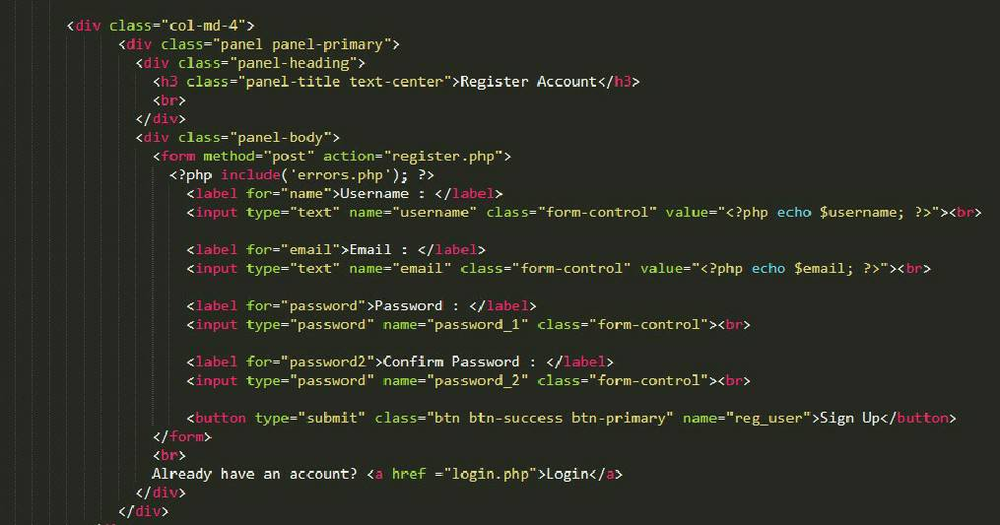 <div class="col-md-4">
<div class="panel panel-primary">
<div class="panel-heading">
<h3 class="panel-title text-center">Register Account</h3>
<br>
</div>
<div class="panel-body">
<form method="post" action="register.php">
<?php include('errors.php'); ?>
<label for="name">Username : </label>
<input type="text" name="username" class="form-control" value="<?php echo $username; ?>"><br>
<label for="email">Email : </label>
<input type="text" name="email" class="form-control" value="<?php echo $email; ?>"><br>
<label for="password">Password : </label>
<input type="password" name="password_1" class="form-control"><br>
<label for="password2">Confirm Password : </label>
<input type="password" name="password_2" class="form-control"><br>
<button type="submit" class="btn btn-success btn-primary" name="reg_user">Sign Up</button>
</form>
<br>
Already have an account? <a href ="login.php">Login</a>
</div>
</div>